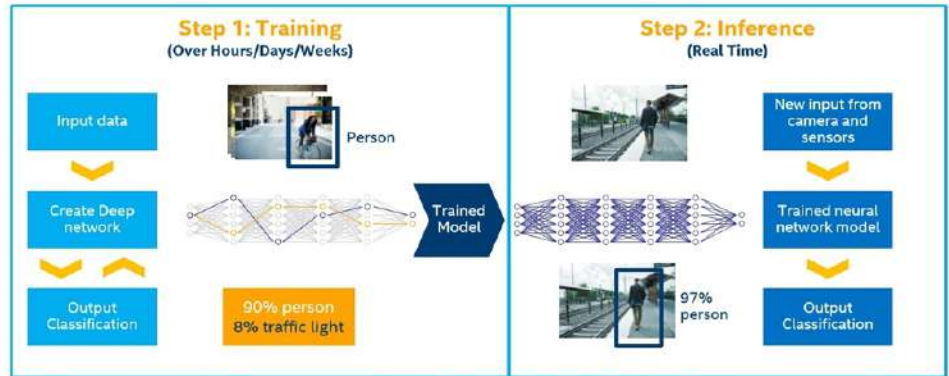 Step 1: Training
(Over Hours/Days/Weeks)
Input data
Person
Create Deep
network
Trained
Model
Output
Classification
90% person
8% traffic light
Step 2: Inference
(Real Time)
New input from
camera and
sensors
Trained neural
network model
97%
person
Output
Classification